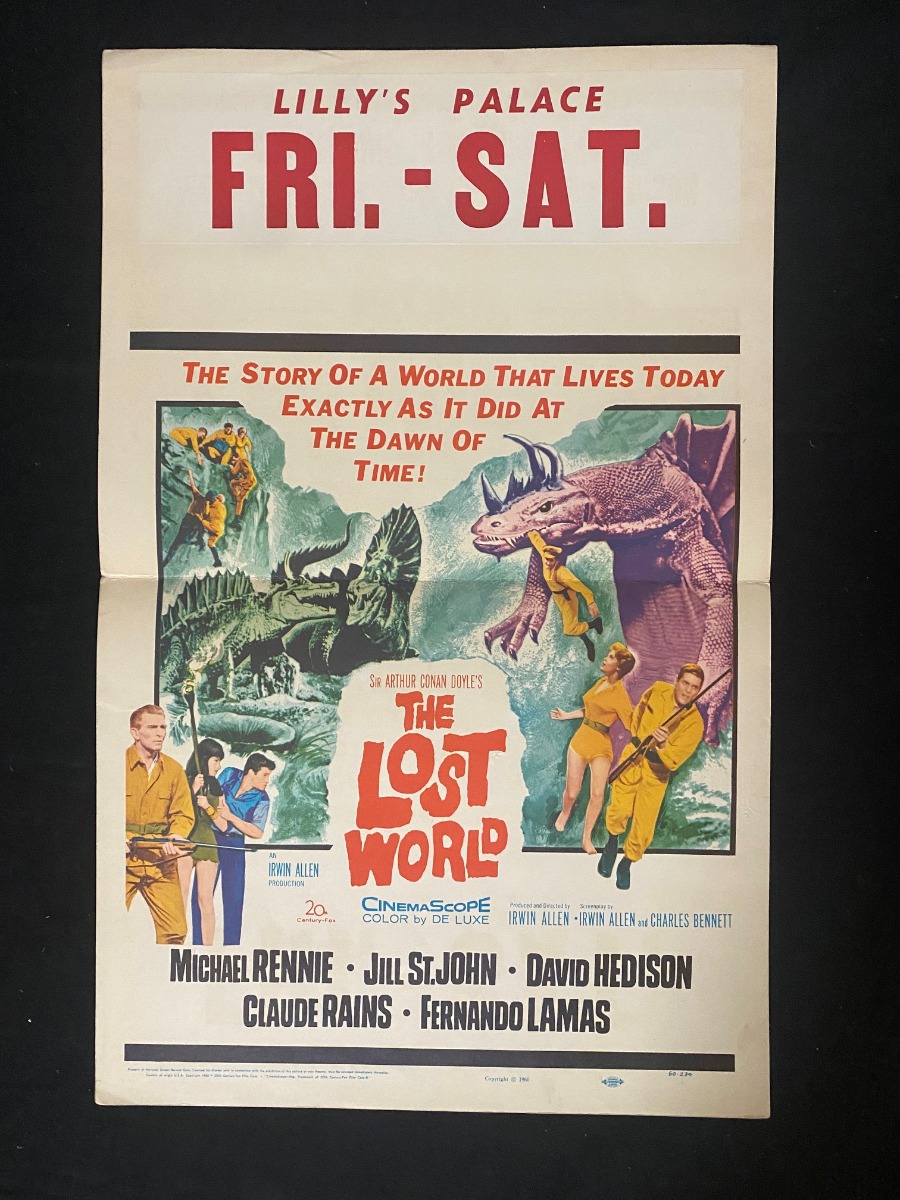 LILLY'S PALACE
FRI.-SAT.
THE STORY OF A WORLD THAT LIVES TODAY
EXACTLY AS IT DID AT
THE DAWN OF
TIME!
SIR ARTHUR CONAN DOYLE'S
THE
LOST
WORLD
AN
IRWIN ALLEN
PRODUCTION
20th
Century-Fox
CINEMASCOPE
COLOR by DE LUXE
Produced and Directed by
IRWIN ALLEN •
Screenplay by
IRWIN ALLEN and CHARLES BENNETT
MICHAEL RENNIE • JILL ST. JOHN • DAVID HEDISON
CLAUDE RAINS • FERNANDO LAMAS
Copyright © 1960
60-234